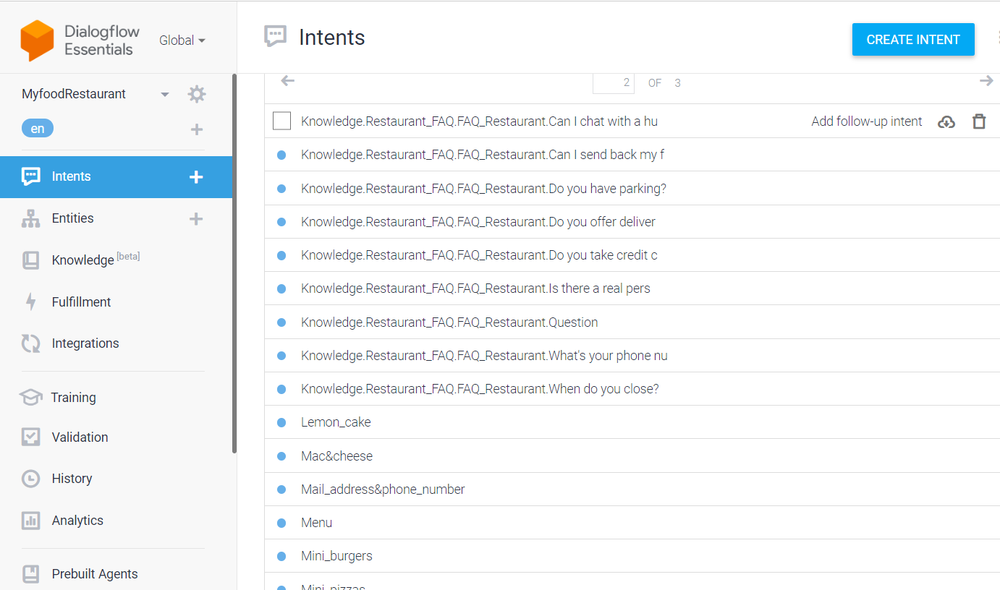 Dialogflow
Essentials
Global
MyfoodRestaurant
en
Intents
Entities
Knowledge [beta]
Fulfillment
Integrations
Training
Validation
History
Analytics
Prebuilt Agents
Intents
CREATE INTENT
2 OF 3
Knowledge.Restaurant_FAQ.FAQ_Restaurant.Can I chat with a hu Add follow-up intent
Knowledge.Restaurant_FAQ.FAQ_Restaurant.Can I send back my f
Knowledge.Restaurant_FAQ.FAQ_Restaurant.Do you have parking?
Knowledge.Restaurant_FAQ.FAQ_Restaurant.Do you offer deliver
Knowledge.Restaurant_FAQ.FAQ_Restaurant.Do you take credit c
Knowledge.Restaurant_FAQ.FAQ_Restaurant.Is there a real pers
Knowledge.Restaurant_FAQ.FAQ_Restaurant.Question
Knowledge.Restaurant_FAQ.FAQ_Restaurant.What's your phone nu
Knowledge.Restaurant_FAQ.FAQ_Restaurant.When do you close?
Lemon_cake
Mac&cheese
Mail_address&phone_number
Menu
Mini_burgers
Mini_pizzas